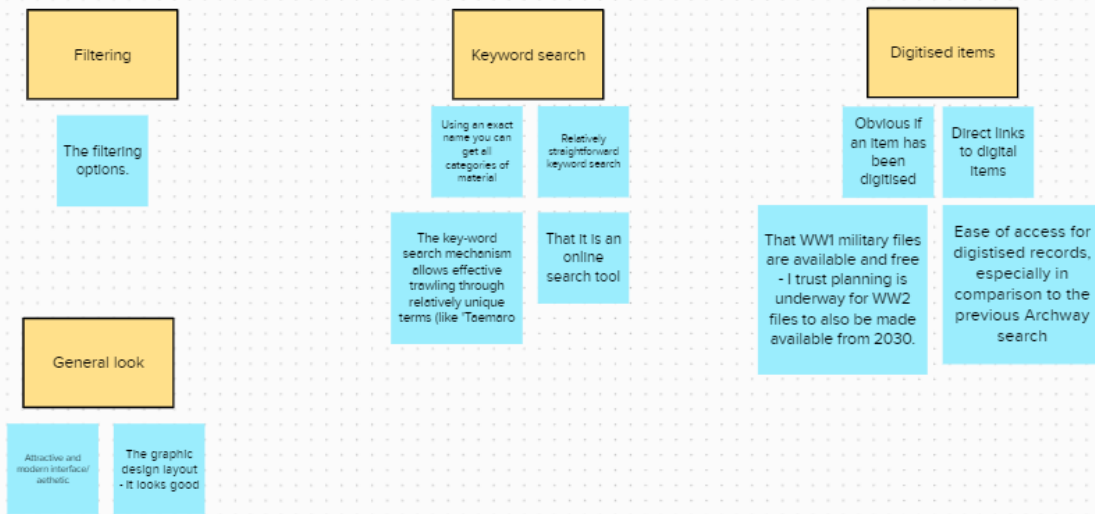 Filtering
The filtering
options.
Keyword search
Using an exact
name you can
get all
categories of
material
Relatively
straightforward
keyword search
The key-word
search mechanism
allows effective
trawling through
relatively unique
terms (like 'Taemaro
That it is an
online
search tool
Digitised items
Obvious if
an item has
been
digitised
Direct links
to digital
items
That WW1 military files
are available and free
- I trust planning is
underway for WW2
files to also be made
available from 2030.
Ease of access for
digistised records,
especially in
comparison to the
previous Archway
search
General look
Attractive and
modern interface/
aethetic
The graphic
design layout
- It looks good